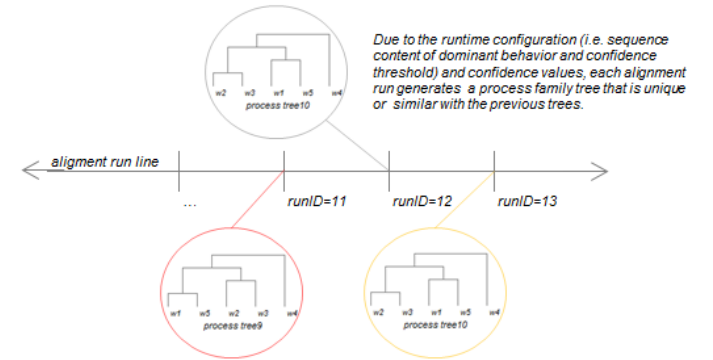 Due to the runtime configuration (i.e. sequence
content of dominant behavior and confidence
threshold) and confidence values, each alignment
run generates a process family tree that is unique
or similar with the previous trees.
w2 w3 w1 w5 w4
process tree10
aligment run line
... runID=11 runID=12 runID=13
w1 w5 w2 w3 w4
process tree9
w2 w3 w1 w5 w4
process tree10